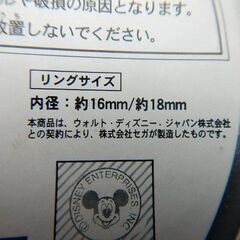 や破損の原因となります。
放置しないでください。
リングサイズ
内径：約16mm/約18mm
本商品は、ウォルト・ディズニー・ジャパン株式会社
との契約により、株式会社セガが製造したものです。
©DISNEY ENTERPRISES, INC.